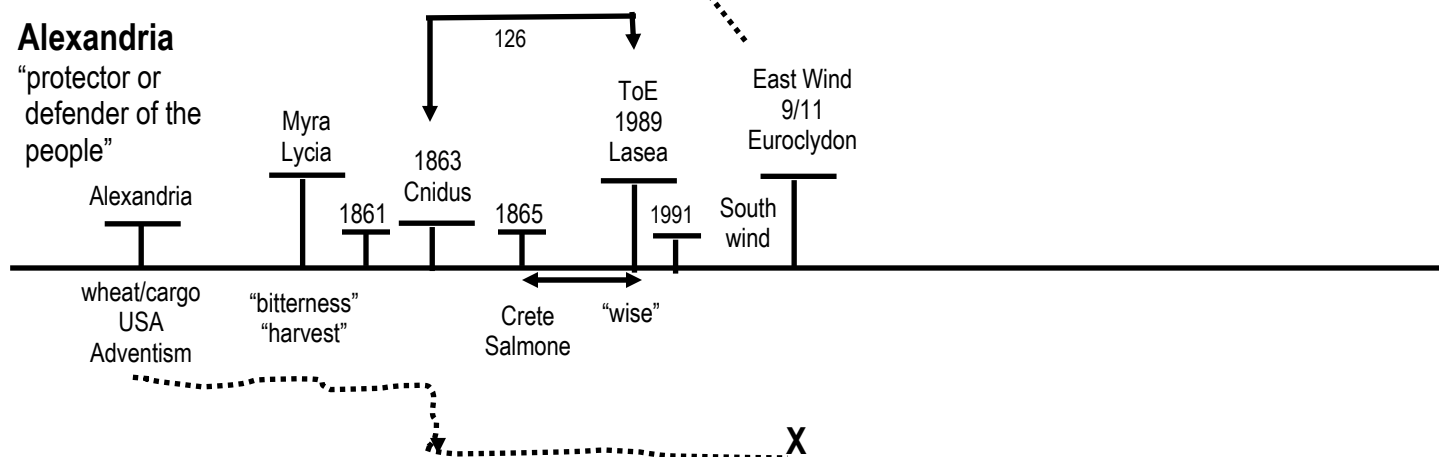 Alexandria
“protector or
defender of the
people”
126
Alexandria
Myra
Lycia
1861
1863
Cnidus
1865
ToE
1989
Lasea
1991
South
wind
East Wind
9/11
Euroclydon
wheat/cargo
USA
Adventism
“bitterness”
“harvest”
Crete
Salmone
“wise”
X